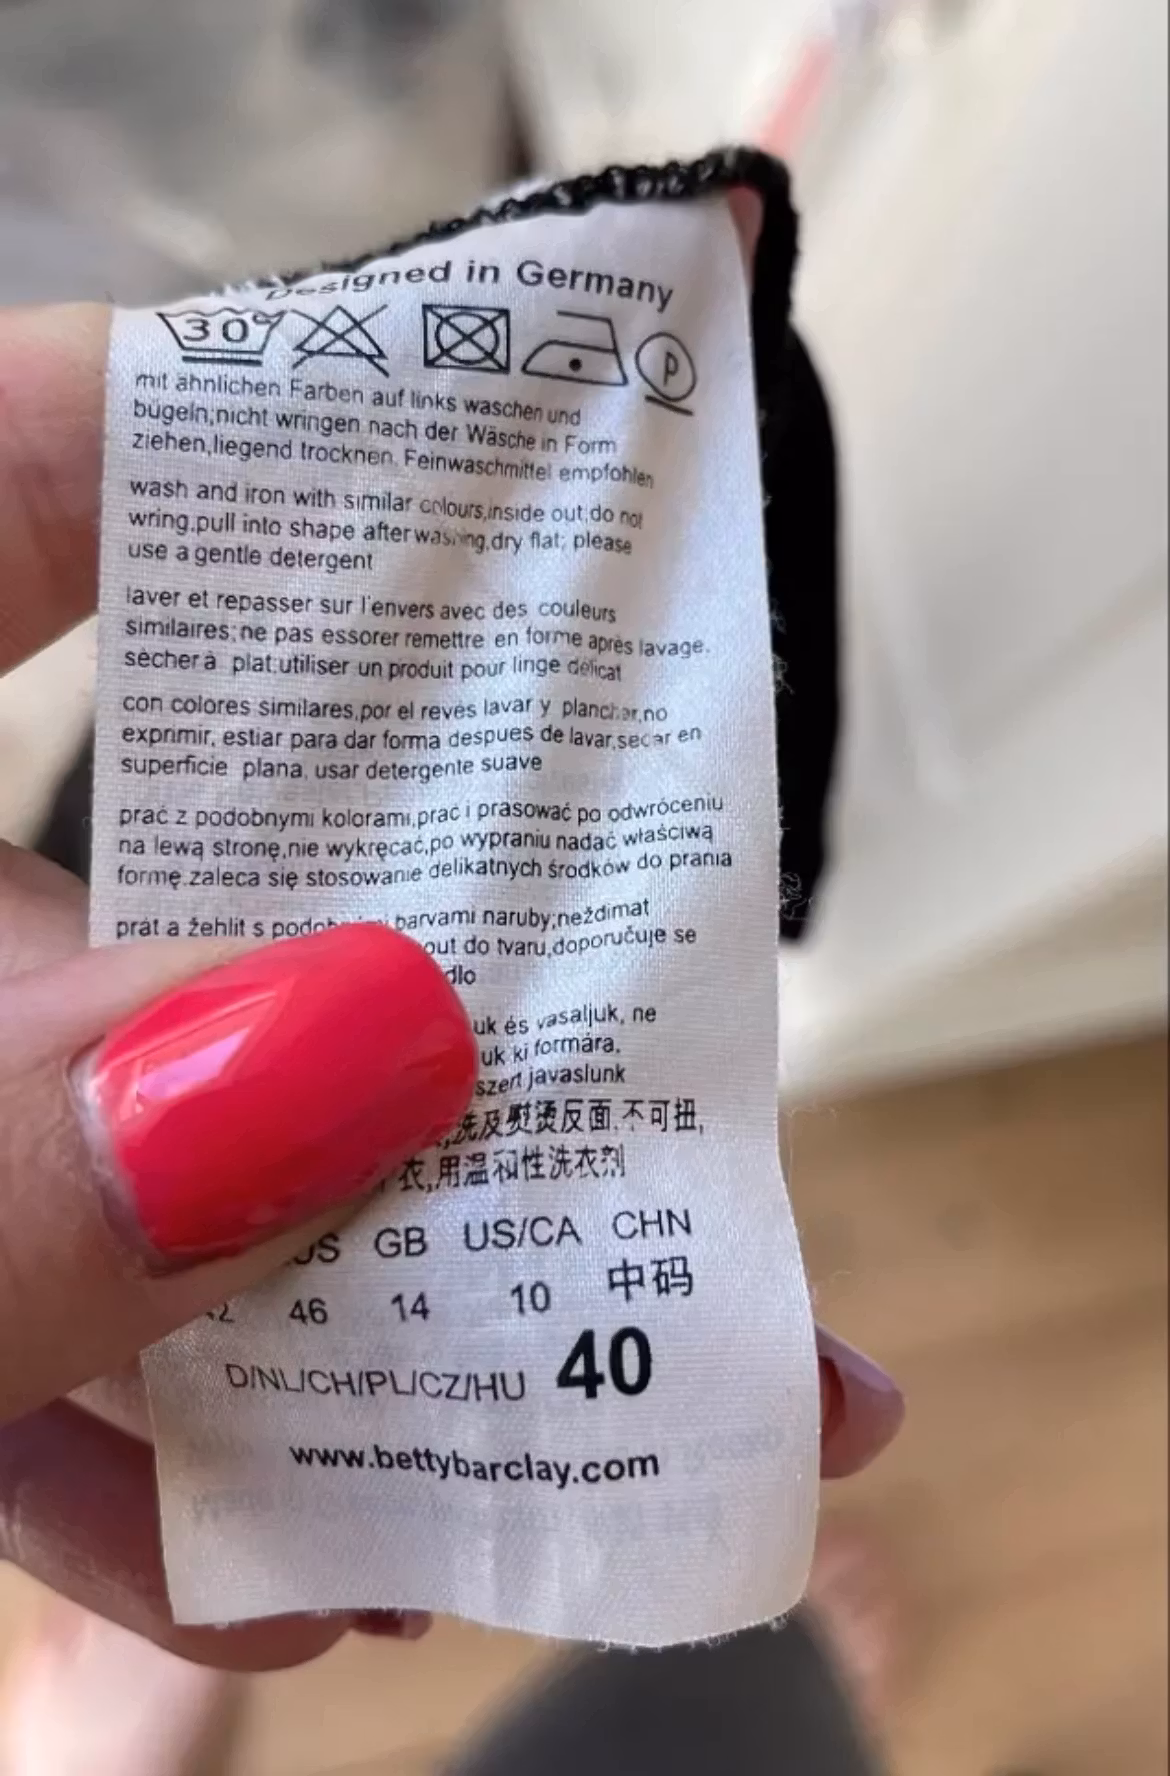 Designed in Germany
30°
P
mit ähnlichen Farben auf links waschen und
bügeln;nicht wringen nach der Wäsche in Form
ziehen,liegend trocknen. Feinwaschmittel empfohlen
wash and iron with similar colours,inside out;do not
wring.pull into shape after washing,dry flat; please
use a gentle detergent
laver et repasser sur l'envers avec des couleurs
similaires;ne pas essorer remettre en forme après lavage.
sécher à plat.utiliser un produit pour linge délicat
con colores similares,por el revés lavar y planchar,no
exprimir, estiar para dar forma despues de lavar,secar en
superficie plana, usar detergente suave
prać z podobnymi kolorami,prać i prasować po odwróceniu
na lewą stronę,nie wykręcać,po wypraniu nadać właściwą
formę.zaleca się stosowanie delikatnych środków do prania
prát a žehlit s barvami naruby;neždimat
do tvaru,doporučuje se
és vasaljuk, ne
ki formára,
javaslunk
洗及熨烫反面.不可扭,
衣,用温和性洗衣剂
GB US/CA CHN
46 14 10 中码
D/NL/CH/PL/CZ/HU 40
www.bettybarclay.com